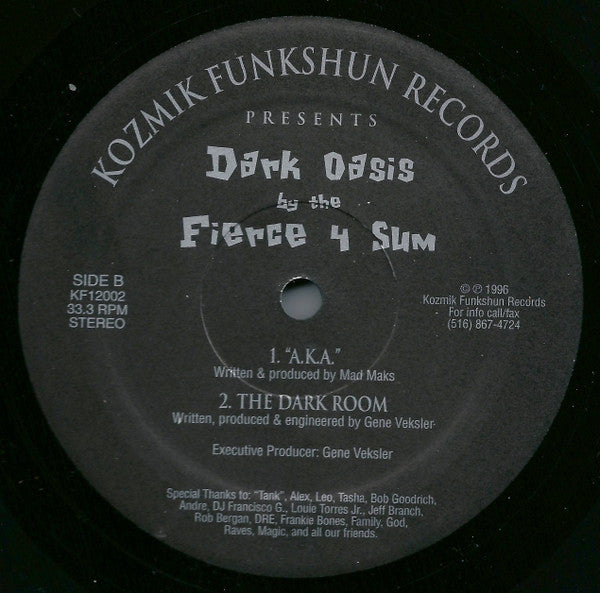 KOZMIK FUNKSHUN RECORDS
PRESENTS
Dark Oasis
by the
Fierce 4 Sum
SIDE B
KF12002
33.3 RPM
STEREO
© ℗ 1996
Kozmik Funkshun Records
For info call/fax
(516) 867-4724
1. "A.K.A."
Written & produced by Mad Maks
2. THE DARK ROOM
Written, produced & engineered by Gene Veksler
Executive Producer: Gene Veksler
Special Thanks to: "Tank", Alex, Leo, Tasha, Bob Goodrich,
Andre, DJ Francisco G., Louie Torres Jr., Jeff Branch,
Rob Bergan, DRE, Frankie Bones, Family, God,
Raves, Magic, and all our friends.